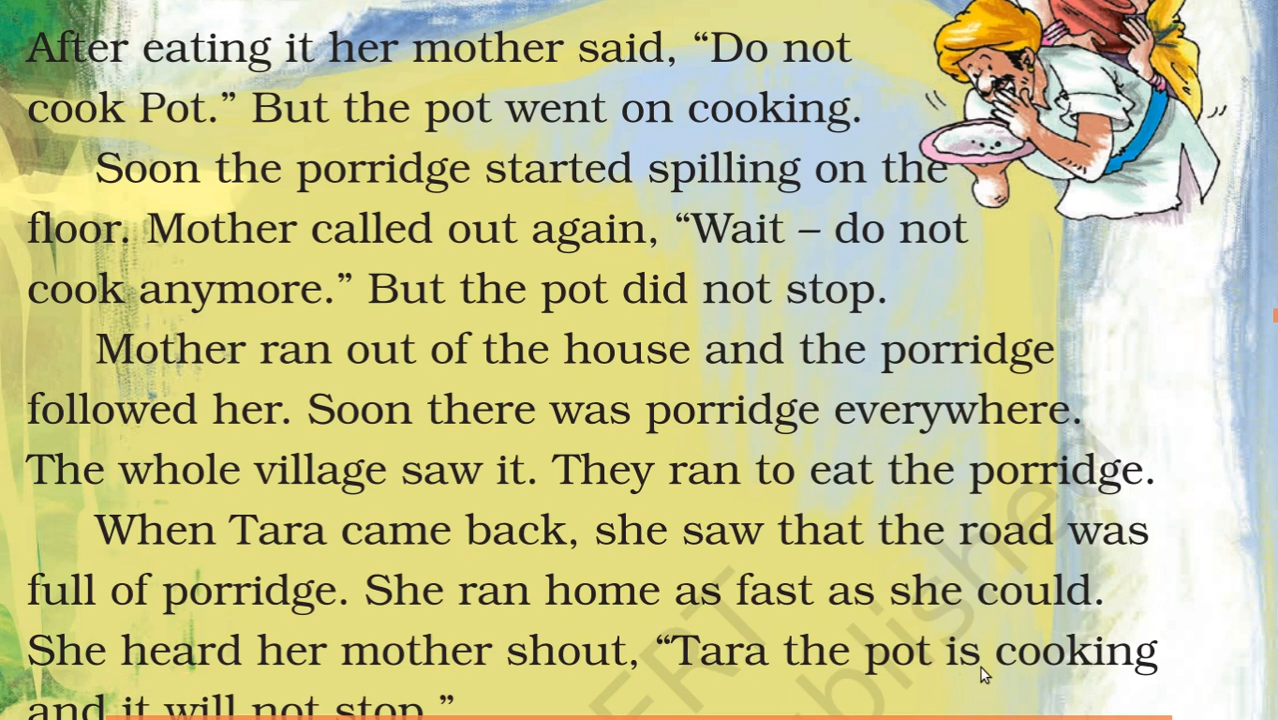 After eating it her mother said, “Do not
cook Pot.” But the pot went on cooking.
Soon the porridge started spilling on the
floor. Mother called out again, “Wait – do not
cook anymore.” But the pot did not stop.
Mother ran out of the house and the porridge
followed her. Soon there was porridge everywhere.
The whole village saw it. They ran to eat the porridge.
When Tara came back, she saw that the road was
full of porridge. She ran home as fast as she could.
She heard her mother shout, “Tara the pot is cooking
and it will not stop.”